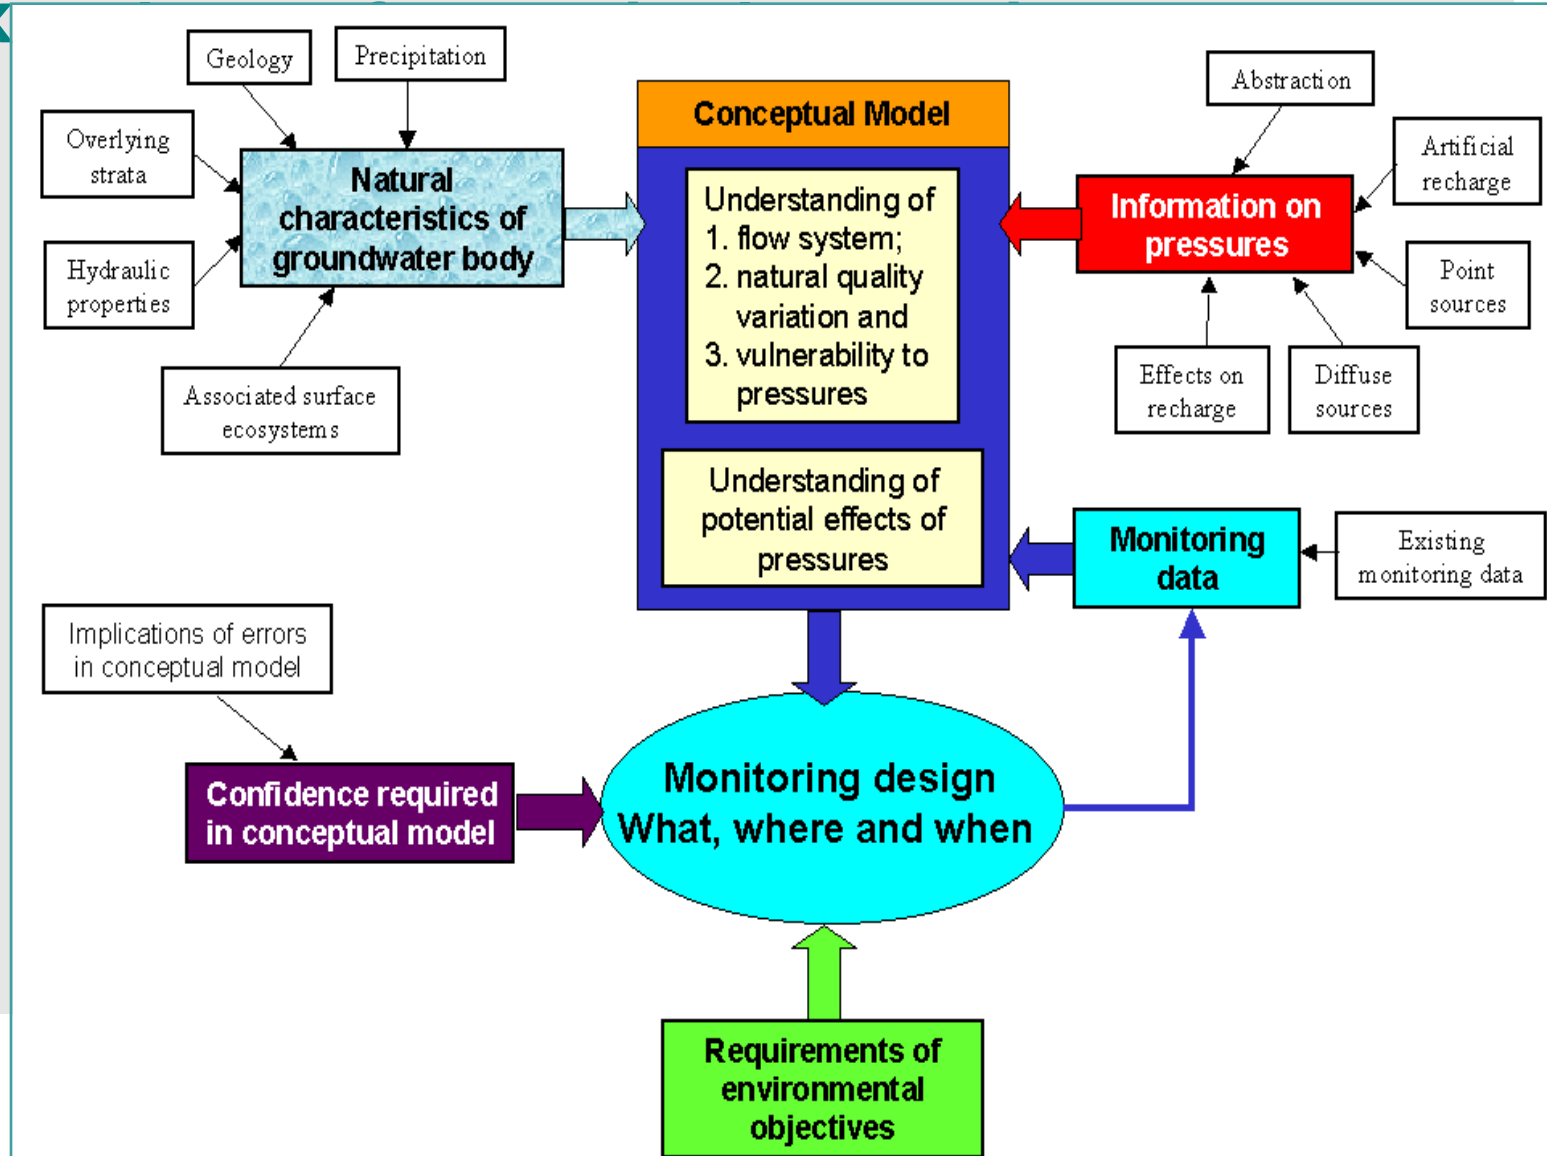 Geology
Precipitation
Overlying
strata
Hydraulic
properties
Associated surface
ecosystems
Natural
characteristics of
groundwater body
Conceptual Model
Understanding of
1. flow system;
2. natural quality
variation and
3. vulnerability to
pressures
Understanding of
potential effects of
pressures
Abstraction
Artificial
recharge
Point
sources
Diffuse
sources
Effects on
recharge
Information on
pressures
Monitoring
data
Existing
monitoring data
Implications of errors
in conceptual model
Confidence required
in conceptual model
Monitoring design
What, where and when
Requirements of
environmental
objectives